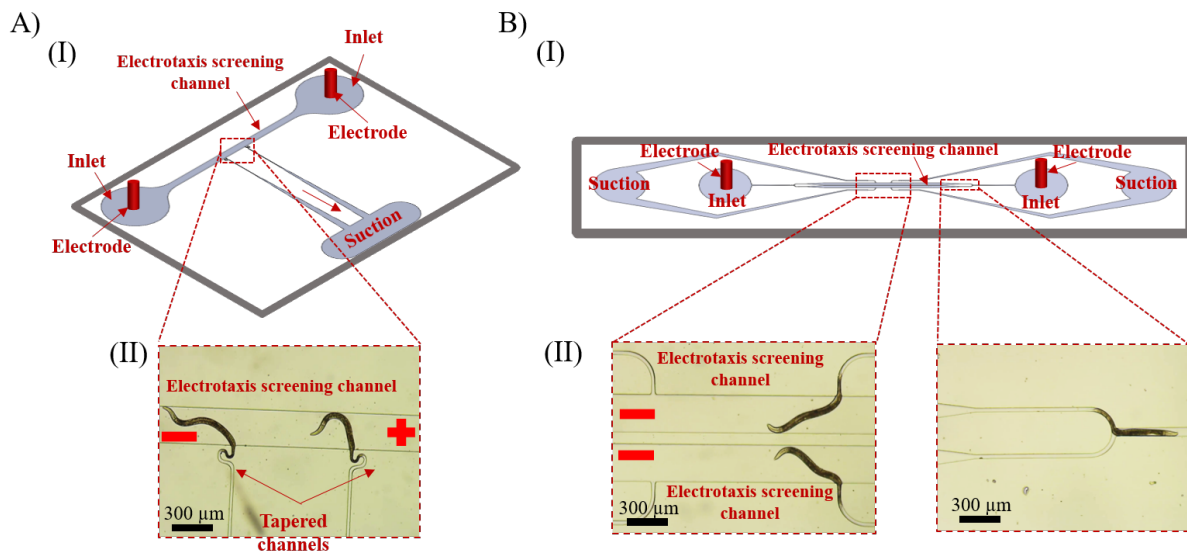 A)
(I)
Inlet
Electrotaxis screening
channel
Electrode
Inlet
Electrode
Suction
(II)
Electrotaxis screening channel
300 µm
Tapered
channels
B)
(I)
Electrode
Electrotaxis screening channel
Electrode
Suction
Inlet
Inlet
Suction
(II)
Electrotaxis screening
channel
Electrotaxis screening
channel
300 µm
300 µm